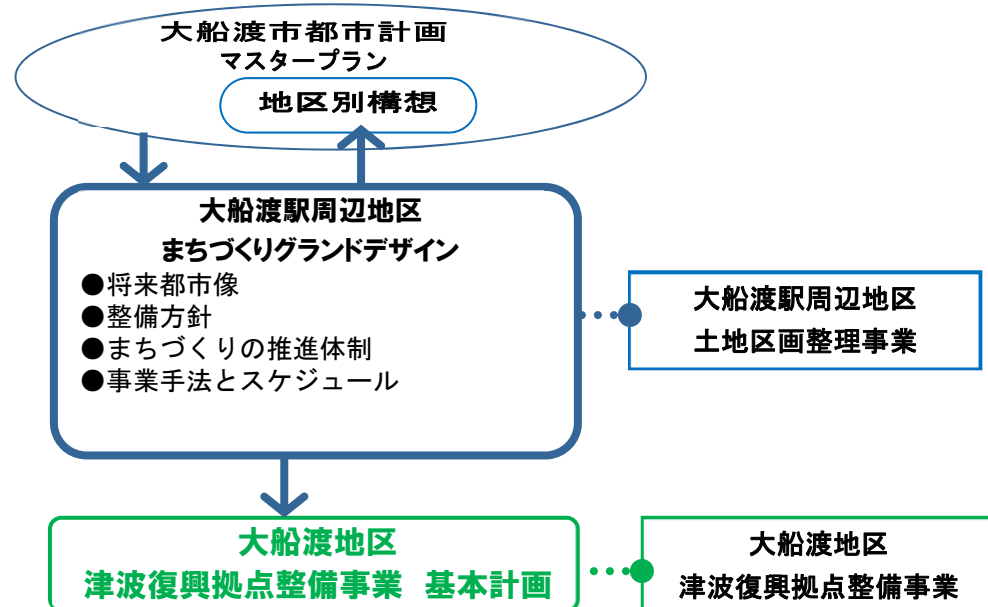 大船渡市都市計画
マスタープラン
地区別構想
大船渡駅周辺地区
まちづくりグランドデザイン
●将来都市像
●整備方針
●まちづくりの推進体制
●事業手法とスケジュール
大船渡駅周辺地区
土地区画整理事業
大船渡地区
津波復興拠点整備事業 基本計画
大船渡地区
津波復興拠点整備事業